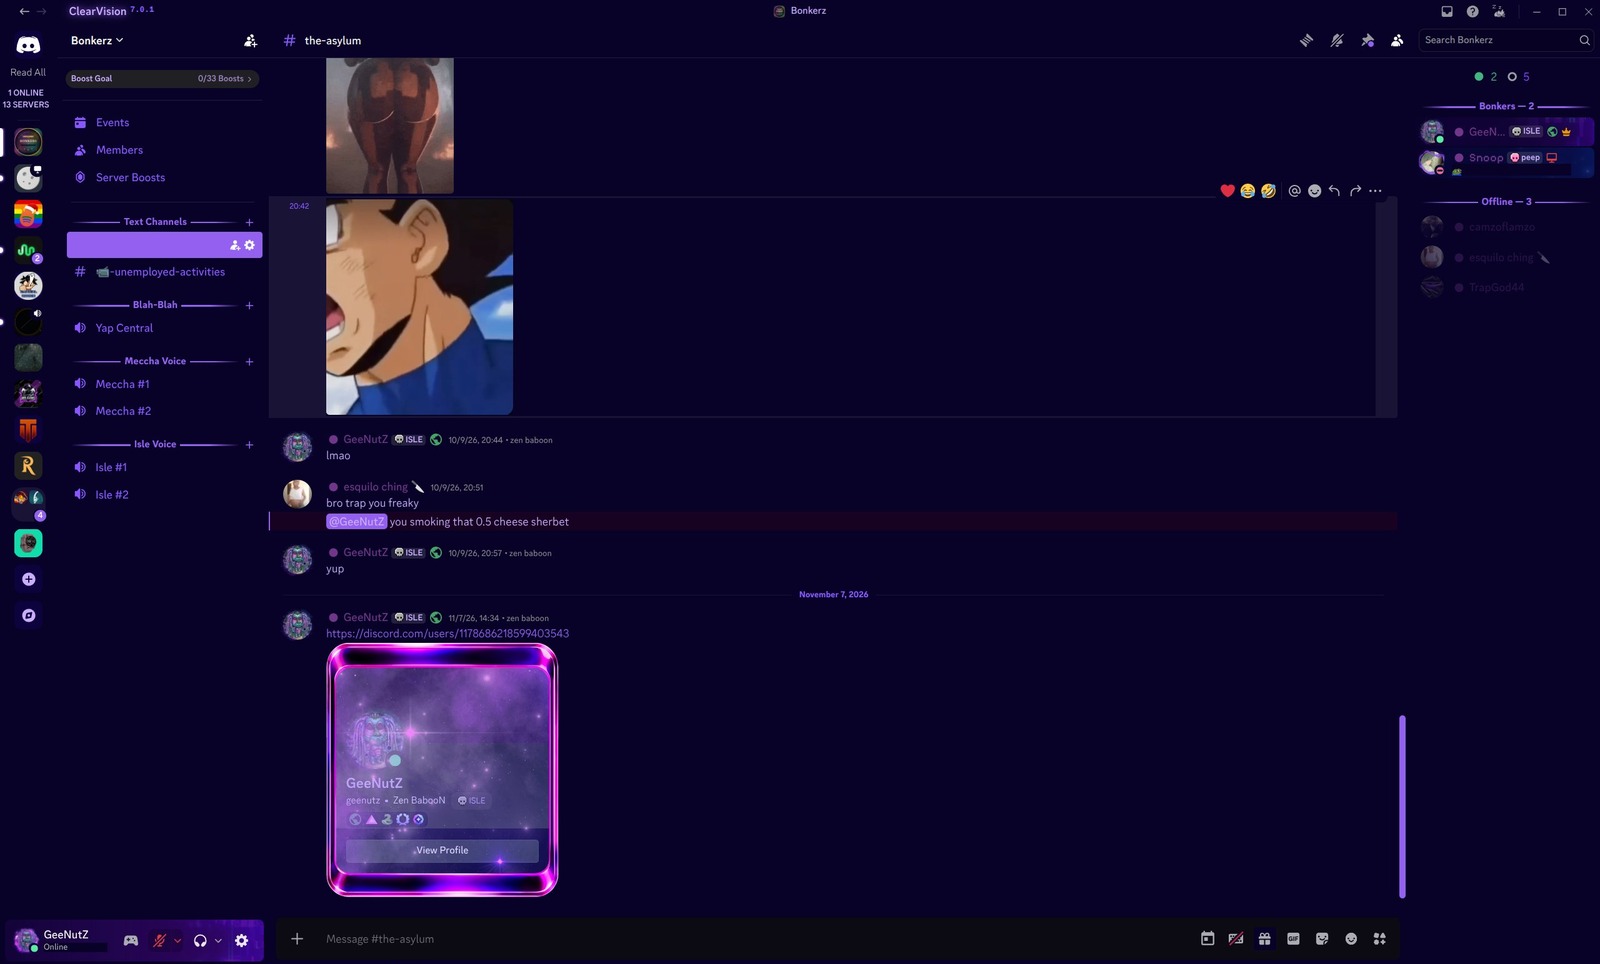 ClearVision 7.0.1
Bonkerz
Read All
1 ONLINE
13 SERVERS
2
4
Bonkerz
Boost Goal 0/33 Boosts
Events
Members
Server Boosts
Text Channels
📹-unemployed-activities
Blah-Blah
Yap Central
Meccha Voice
Meccha #1
Meccha #2
Isle Voice
Isle #1
Isle #2
GeeNutZ
Online
# the-asylum
Search Bonkerz
20:42
GeeNutZ ISLE 10/9/26, 20:44 • zen baboon
lmao
esquilo ching 10/9/26, 20:51
bro trap you freaky
@GeeNutZ you smoking that 0.5 cheese sherbet
GeeNutZ ISLE 10/9/26, 20:57 • zen baboon
yup
November 7, 2026
GeeNutZ ISLE 11/7/26, 14:34 • zen baboon
https://discord.com/users/1178686218599403543
GeeNutZ
geenutz • Zen BabooN ISLE
View Profile
Message #the-asylum
GIF
2 5
Bonkers — 2
GeeN... ISLE
Snoop peep
Offline — 3
camzoflamzo
esquilo ching
TrapGod44